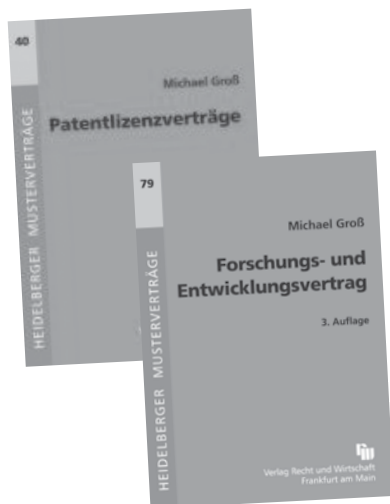 40
Michael Groß
Patentlizenzverträge
HEIDELBERGER MUSTERVERTRÄGE
79
Michael Groß
Forschungs- und
Entwicklungsvertrag
3. Auflage
HEIDELBERGER MUSTERVERTRÄGE
Verlag Recht und Wirtschaft
Frankfurt am Main